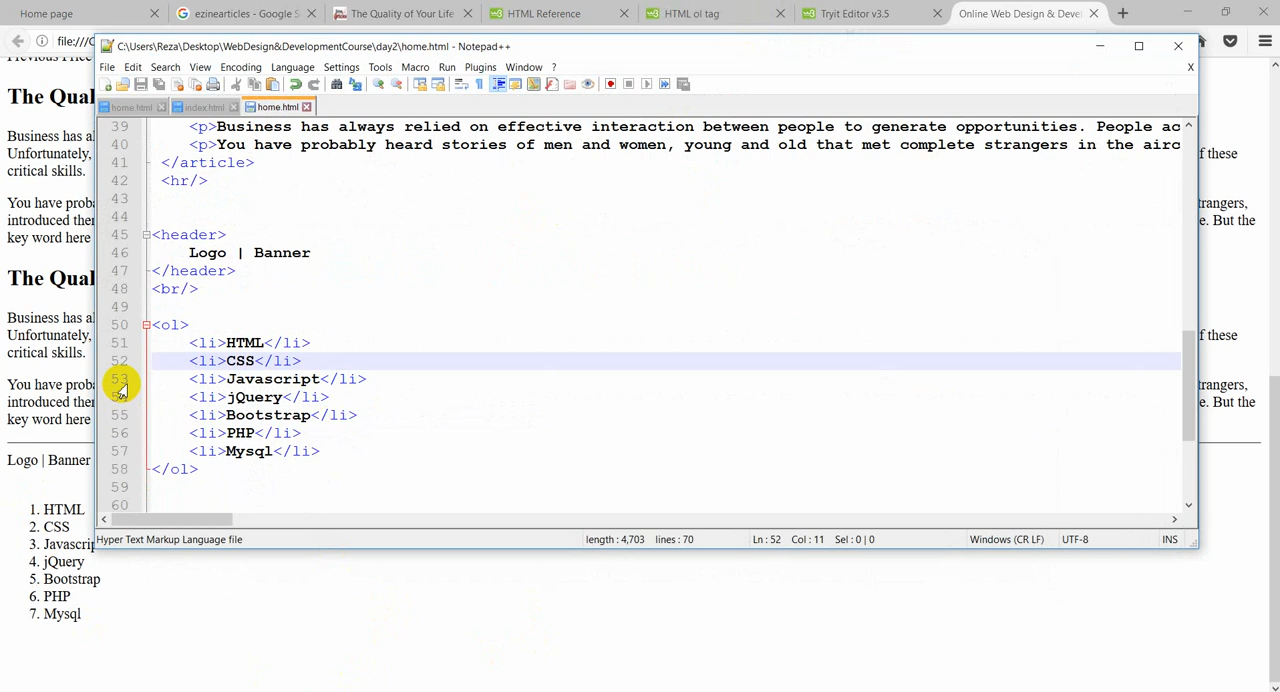 Home page
ezinearticles - Google S
The Quality of Your Life
HTML Reference
HTML ol tag
Tryit Editor v3.5
Online Web Design & Deve
file:///C
C:\Users\Reza\Desktop\WebDesign&DevelopmentCourse\day2\home.html - Notepad++
File Edit Search View Encoding Language Settings Tools Macro Run Plugins Window ? X
home.html index.html home.html
39 <p>Business has always relied on effective interaction between people to generate opportunities. People ac
40 <p>You have probably heard stories of men and women, young and old that met complete strangers in the airc
41 </article>
42 <hr/>
43
44
45 <header>
46 Logo | Banner
47 </header>
48 <br/>
49
50 <ol>
51 <li>HTML</li>
52 <li>CSS</li>
53 <li>Javascript</li>
54 <li>jQuery</li>
55 <li>Bootstrap</li>
56 <li>PHP</li>
57 <li>Mysql</li>
58 </ol>
59
60
Hyper Text Markup Language file length : 4,703 lines : 70 Ln : 52 Col : 11 Sel : 0 | 0 Windows (CR LF) UTF-8 INS
The Qual
Business has al
Unfortunately, f these
critical skills.
You have proba trangers,
introduced then e. But the
key word here
The Qual
Business has al
Unfortunately, f these
critical skills.
You have proba trangers,
introduced then e. But the
key word here
Logo | Banner
1. HTML
2. CSS
3. Javascrip
4. jQuery
5. Bootstrap
6. PHP
7. Mysql